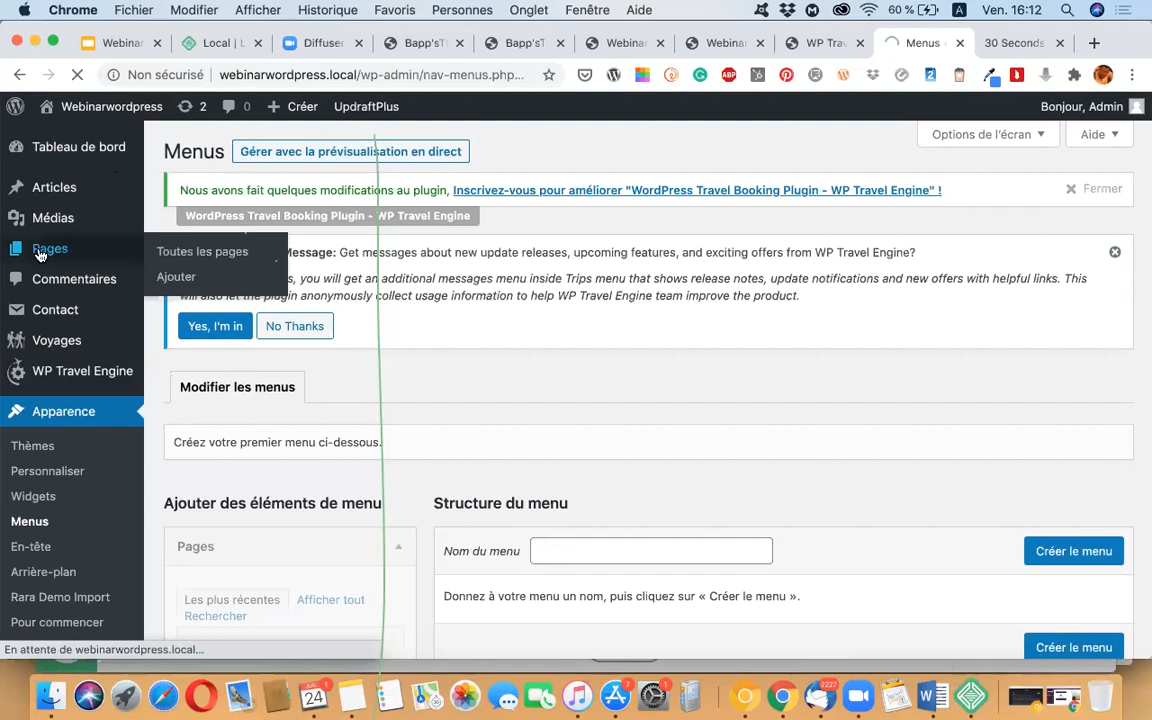 Chrome Fichier Modifier Afficher Historique Favoris Personnes Onglet Fenêtre Aide 60 % A Ven. 16:12
Webinar Local | L Diffuser Bapp'sT Bapp'sT Webinar Webinar WP Tra Menus 30 Seconds
Non sécurisé webinarwordpress.local/wp-admin/nav-menus.php...
ABP 2
Webinarwordpress 2 0 Créer UpdraftPlus Bonjour, Admin
Tableau de bord
Articles
Médias
Pages
Toutes les pages
Ajouter
Commentaires
Contact
Voyages
WP Travel Engine
Apparence
Thèmes
Personnaliser
Widgets
Menus
En-tête
Arrière-plan
Rara Demo Import
Pour commencer
En attente de webinarwordpress.local...
Options de l'écran Aide
Menus Gérer avec la prévisualisation en direct
Nous avons fait quelques modifications au plugin, Inscrivez-vous pour améliorer "WordPress Travel Booking Plugin - WP Travel Engine" ! Fermer
WordPress Travel Booking Plugin - WP Travel Engine
Message: Get messages about new update releases, upcoming features, and exciting offers from WP Travel Engine?
, you will get an additional messages menu inside Trips menu that shows release notes, update notifications and new offers with helpful links. This
will also let the plugin anonymously collect usage information to help WP Travel Engine team improve the product.
Yes, I'm in No Thanks
Modifier les menus
Créez votre premier menu ci-dessous.
Ajouter des éléments de menu
Pages
Les plus récentes Afficher tout
Rechercher
Structure du menu
Nom du menu Créer le menu
Donnez à votre menu un nom, puis cliquez sur « Créer le menu ».
Créer le menu
24 7 1 2227